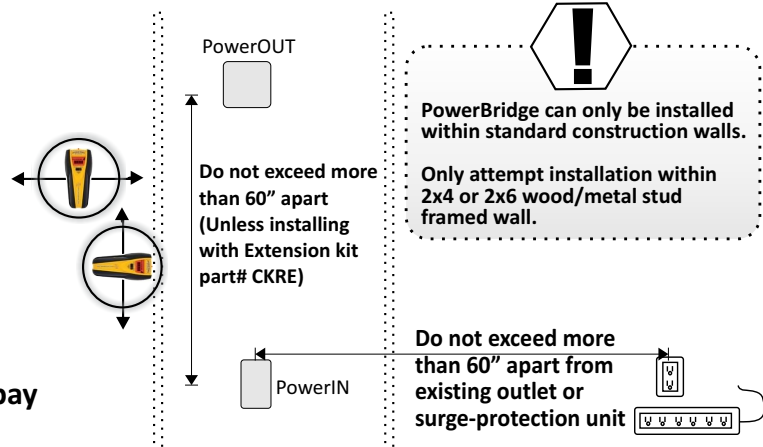 PowerOUT
PowerBridge can only be installed
within standard construction walls.
Only attempt installation within
2x4 or 2x6 wood/metal stud
framed wall.
Do not exceed more
than 60” apart
(Unless installing
with Extension kit
part# CKRE)
PowerIN
Do not exceed more
than 60” apart from
existing outlet or
surge-protection unit